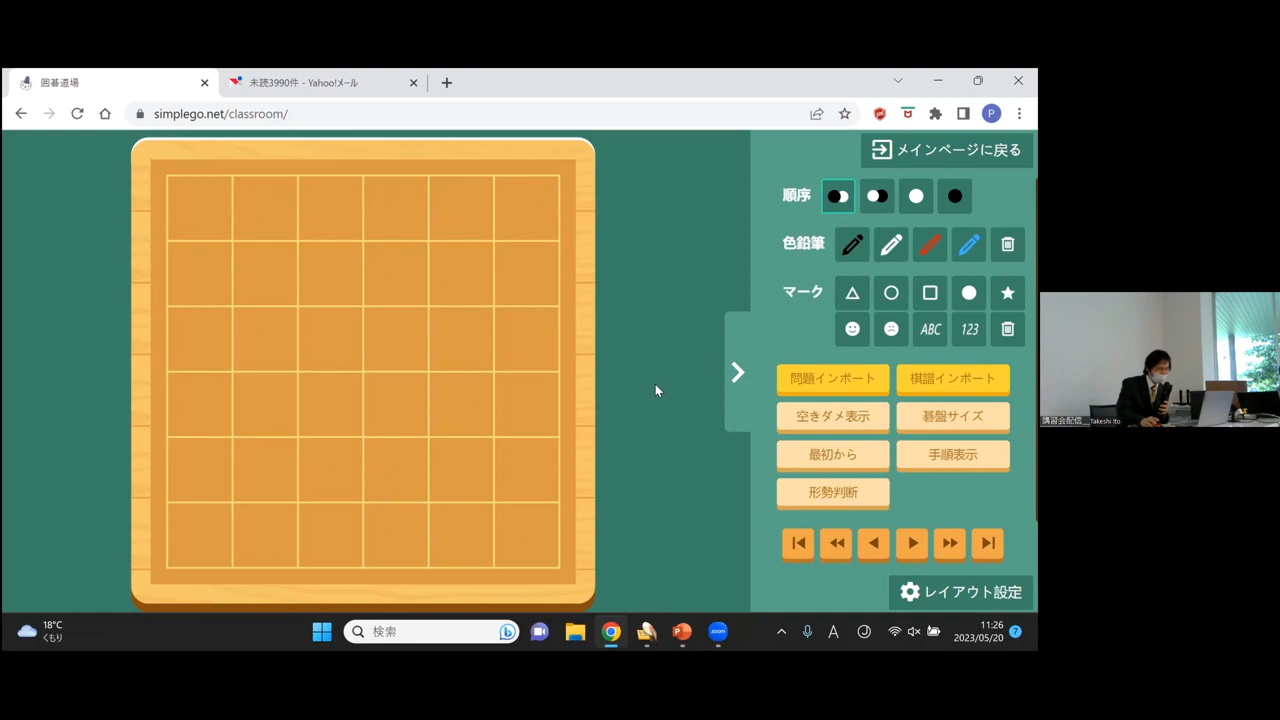 囲碁道場
未読3990件 - Yahoo!メール
simplego.net/classroom/
P
メインページに戻る
順序
色鉛筆
マーク
ABC
123
問題インポート
棋譜インポート
空きダメ表示
碁盤サイズ
最初から
手順表示
形勢判断
レイアウト設定
講習会配信__Takeshi Ito
18°C
くもり
検索
zoom
A
11:26
2023/05/20
7